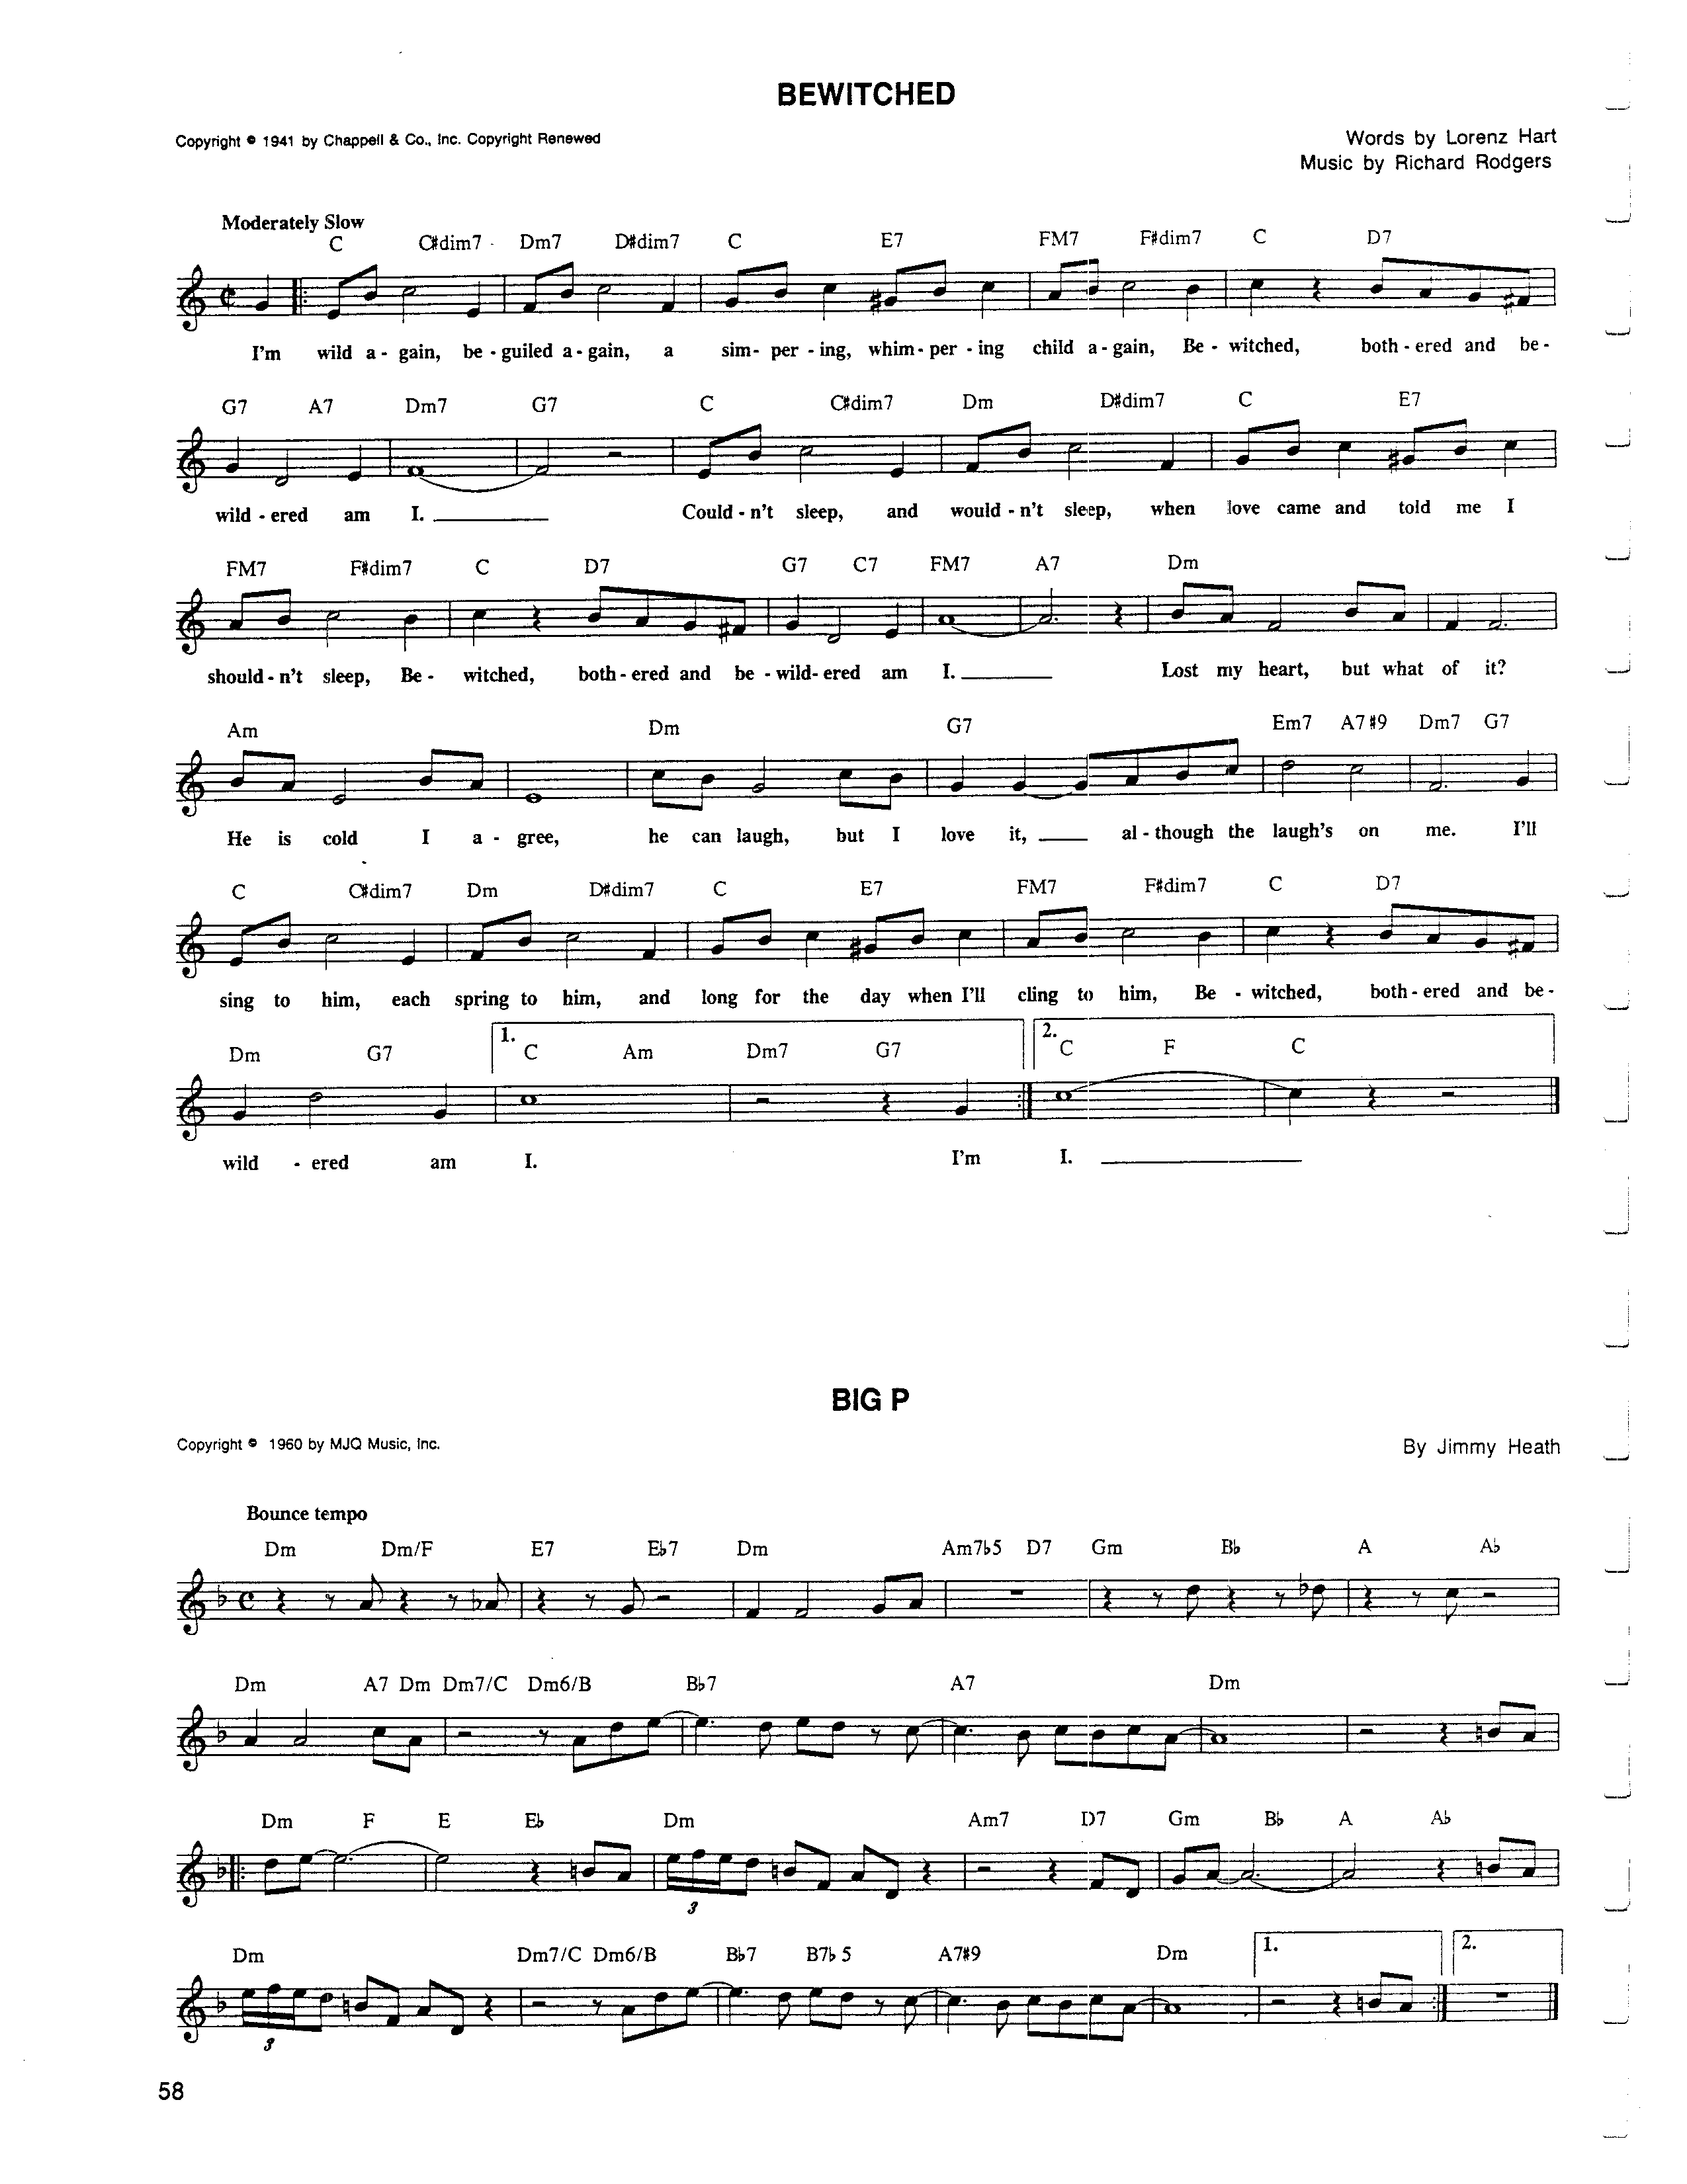 BEWITCHED
Copyright © 1941 by Chappell & Co., Inc. Copyright Renewed
Words by Lorenz Hart
Music by Richard Rodgers
Moderately Slow
C C♯dim7 Dm7 D♯dim7 C E7 FM7 F♯dim7 C D7
I'm wild a - gain, be - guiled a - gain, a sim- per - ing, whim- per - ing child a - gain, Be - witched, both - ered and be -
G7 A7 Dm7 G7 C C♯dim7 Dm D♯dim7 C E7
wild - ered am I. Could - n't sleep, and would - n't sleep, when love came and told me I
FM7 F♯dim7 C D7 G7 C7 FM7 A7 Dm
should - n't sleep, Be - witched, both - ered and be - wild- ered am I. Lost my heart, but what of it?
Am Dm G7 Em7 A7♯9 Dm7 G7
He is cold I a - gree, he can laugh, but I love it, al - though the laugh's on me. I'll
C C♯dim7 Dm D♯dim7 C E7 FM7 F♯dim7 C D7
sing to him, each spring to him, and long for the day when I'll cling to him, Be - witched, both - ered and be -
1. 2.
Dm G7 C Am Dm7 G7 C F C
wild - ered am I. I'm I.
BIG P
Copyright © 1960 by MJQ Music, Inc.
By Jimmy Heath
Bounce tempo
Dm Dm/F E7 E♭7 Dm Am7♭5 D7 Gm B♭ A A♭
Dm A7 Dm Dm7/C Dm6/B B♭7 A7 Dm
Dm F E E♭ Dm Am7 D7 Gm B♭ A A♭
3
1. 2.
Dm Dm7/C Dm6/B B♭7 B7♭5 A7♯9 Dm
3
58